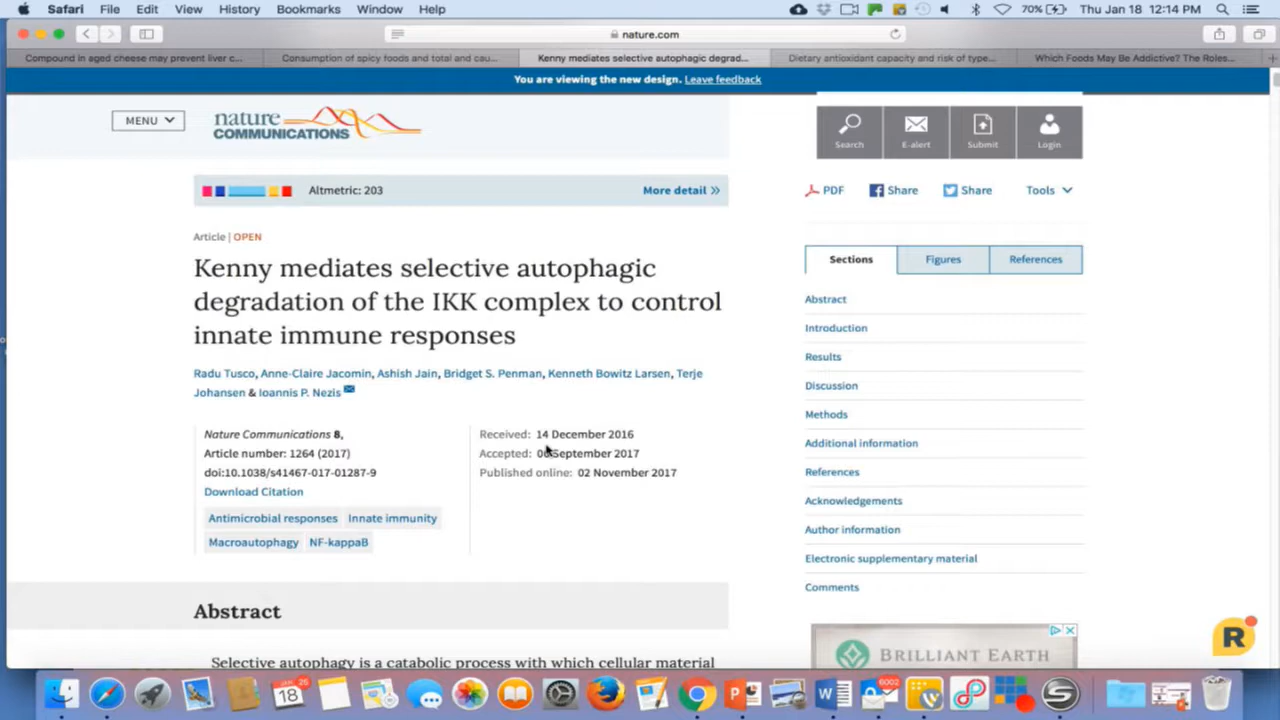 Safari File Edit View History Bookmarks Window Help 70% Thu Jan 18 12:14 PM
nature.com
Compound in aged cheese may prevent liver c... Consumption of spicy foods and total and cau... Kenny mediates selective autophagic degrad... Dietary antioxidant capacity and risk of type... Which Foods May Be Addictive? The Roles...
You are viewing the new design. Leave feedback
MENU
nature
COMMUNICATIONS
Search E-alert Submit Login
Altmetric: 203 More detail »
PDF Share Share Tools
Article | OPEN
Kenny mediates selective autophagic
degradation of the IKK complex to control
innate immune responses
Radu Tusco, Anne-Claire Jacomin, Ashish Jain, Bridget S. Penman, Kenneth Bowitz Larsen, Terje
Johansen & Ioannis P. Nezis
Nature Communications 8,
Article number: 1264 (2017)
doi:10.1038/s41467-017-01287-9
Download Citation
Antimicrobial responses Innate immunity
Macroautophagy NF-kappaB
Received: 14 December 2016
Accepted: September 2017
Published online: 02 November 2017
Abstract
Selective autophagy is a catabolic process with which cellular material
Sections Figures References
Abstract
Introduction
Results
Discussion
Methods
Additional information
References
Acknowledgements
Author information
Electronic supplementary material
Comments
BRILLIANT EARTH
R
18
6002